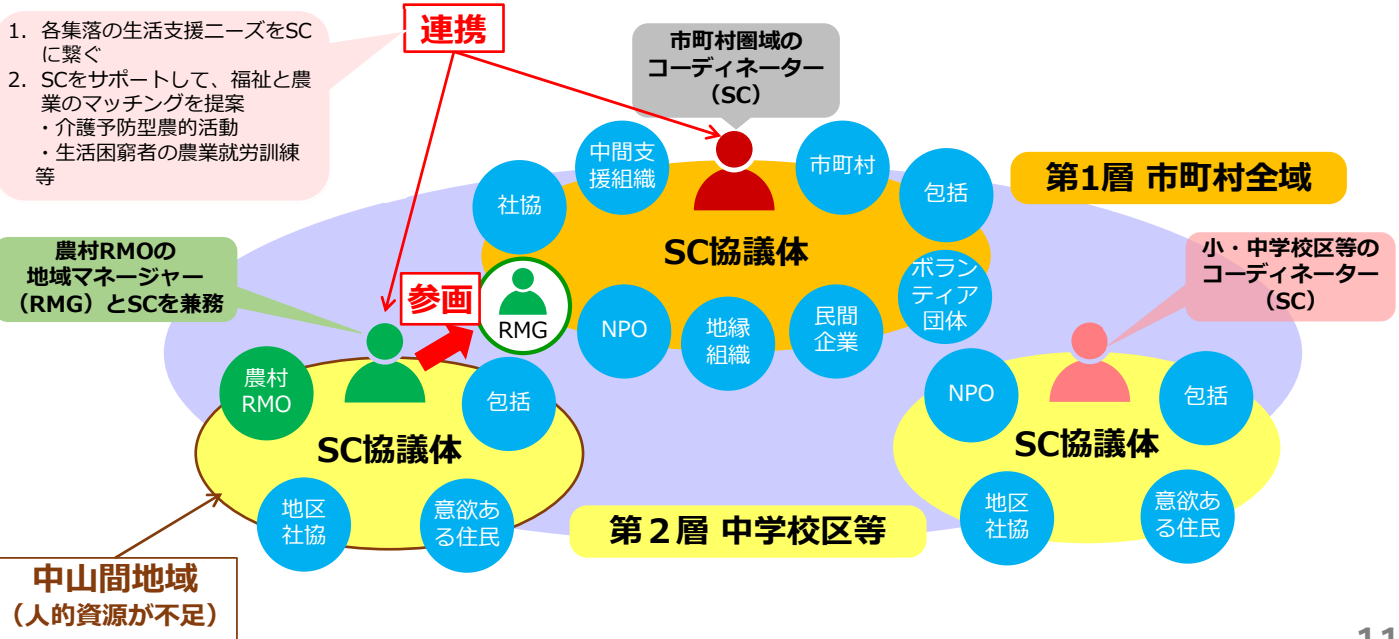 1. 各集落の生活支援ニーズをSC
に繋ぐ
2. SCをサポートして、福祉と農
業のマッチングを提案
・介護予防型農的活動
・生活困窮者の農業就労訓練
等
連携
市町村圏域の
コーディネーター
（SC）
第1層 市町村全域
中間支
援組織
市町村
社協
包括
SC協議体
農村RMOの
地域マネージャー
（RMG）とSCを兼務
小・中学校区等の
コーディネーター
（SC）
参画
RMG
NPO
地縁
組織
民間
企業
ボラン
ティア
団体
農村
RMO
包括
SC協議体
地区
社協
意欲あ
る住民
NPO
包括
SC協議体
地区
社協
意欲あ
る住民
第２層 中学校区等
中山間地域
（人的資源が不足）
11